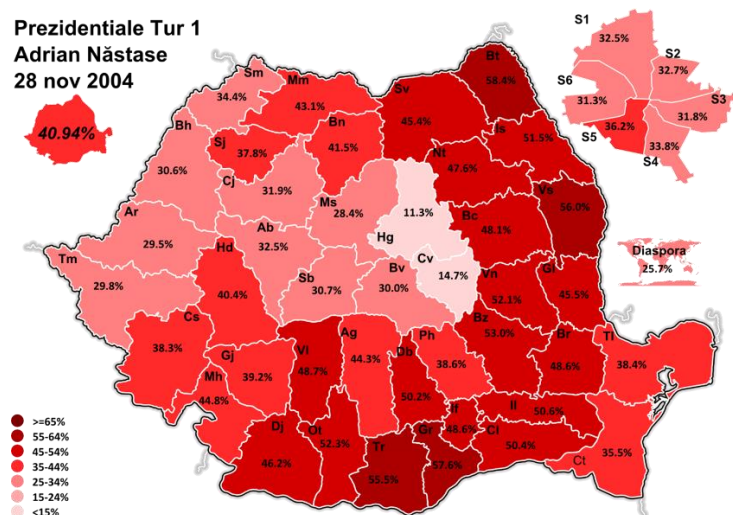 Prezidentiale Tur 1
Adrian Năstase
28 nov 2004
40.94%
S1
32.5%
S2
32.7%
S6
31.3%
S3
31.8%
S5
36.2%
S4
33.8%
Bt
58.4%
Sm
34.4%
Mm
43.1%
Sv
45.4%
Is
51.5%
Bh
30.6%
Sj
37.8%
Bn
41.5%
Nt
47.6%
Cj
31.9%
Ms
28.4%
Hg
11.3%
Vs
56.0%
Bc
48.1%
Ar
29.5%
Ab
32.5%
Hd
40.4%
Tm
29.8%
Sb
30.7%
Bv
30.0%
Cv
14.7%
Vn
52.1%
Gl
45.5%
Diaspora
25.7%
Cs
38.3%
Gj
39.2%
Vl
48.7%
Ag
44.3%
Db
50.2%
Ph
38.6%
Bz
53.0%
Br
48.6%
Tl
38.4%
Mh
44.8%
Dj
46.2%
Ot
52.3%
Tr
55.5%
Gr
57.6%
If
48.6%
Il
50.6%
Cl
50.4%
Ct
35.5%
>=65%
55-64%
45-54%
35-44%
25-34%
15-24%
<15%